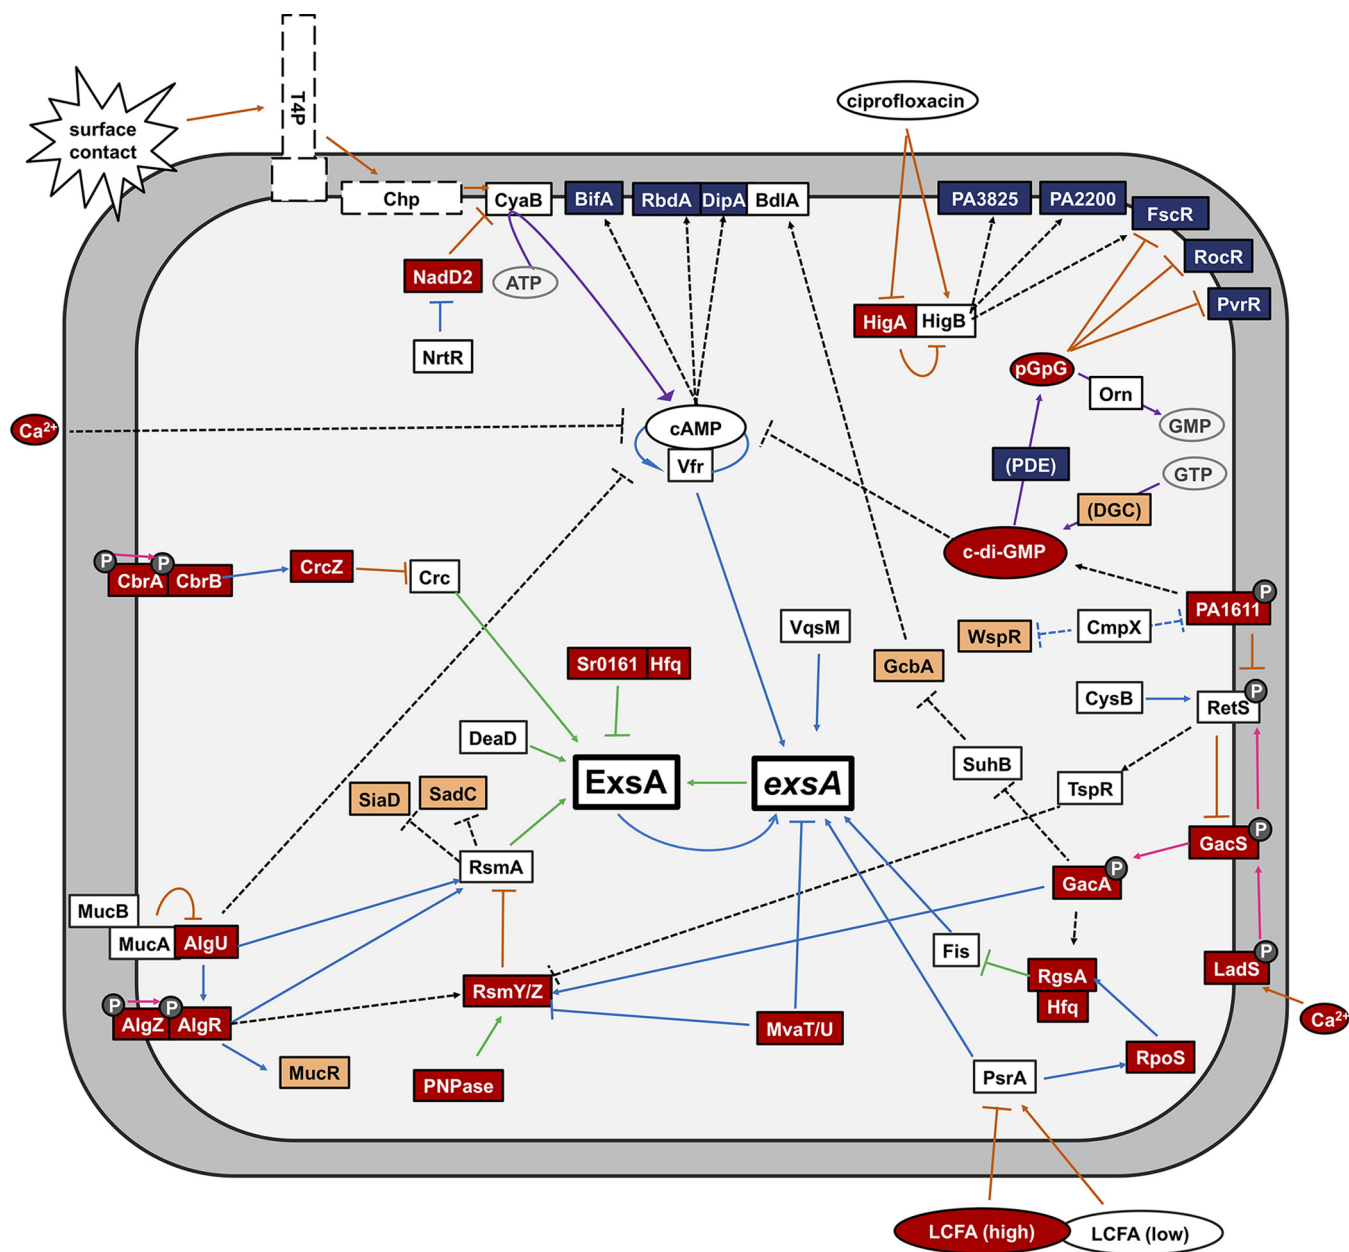 T4P
surface
contact
ciprofloxacin
Chp
CyaB
BifA
RbdA
DipA
BdlA
PA3825
PA2200
FscR
RocR
PvrR
NadD2
ATP
HigA
HigB
NrtR
pGpG
Orn
GMP
Ca2+
cAMP
Vfr
(PDE)
GTP
(DGC)
c-di-GMP
P
P
CbrA
CbrB
CrcZ
Crc
P
PA1611
WspR
CmpX
VqsM
GcbA
Sr0161
Hfq
P
CysB
RetS
DeaD
SuhB
ExsA
exsA
TspR
SiaD
SadC
P
GacS
RsmA
P
GacA
MucB
MucA
AlgU
Fis
P
LadS
RgsA
Hfq
RsmY/Z
P
P
AlgZ
AlgR
MvaT/U
Ca2+
RpoS
MucR
PNPase
PsrA
LCFA (high)
LCFA (low)